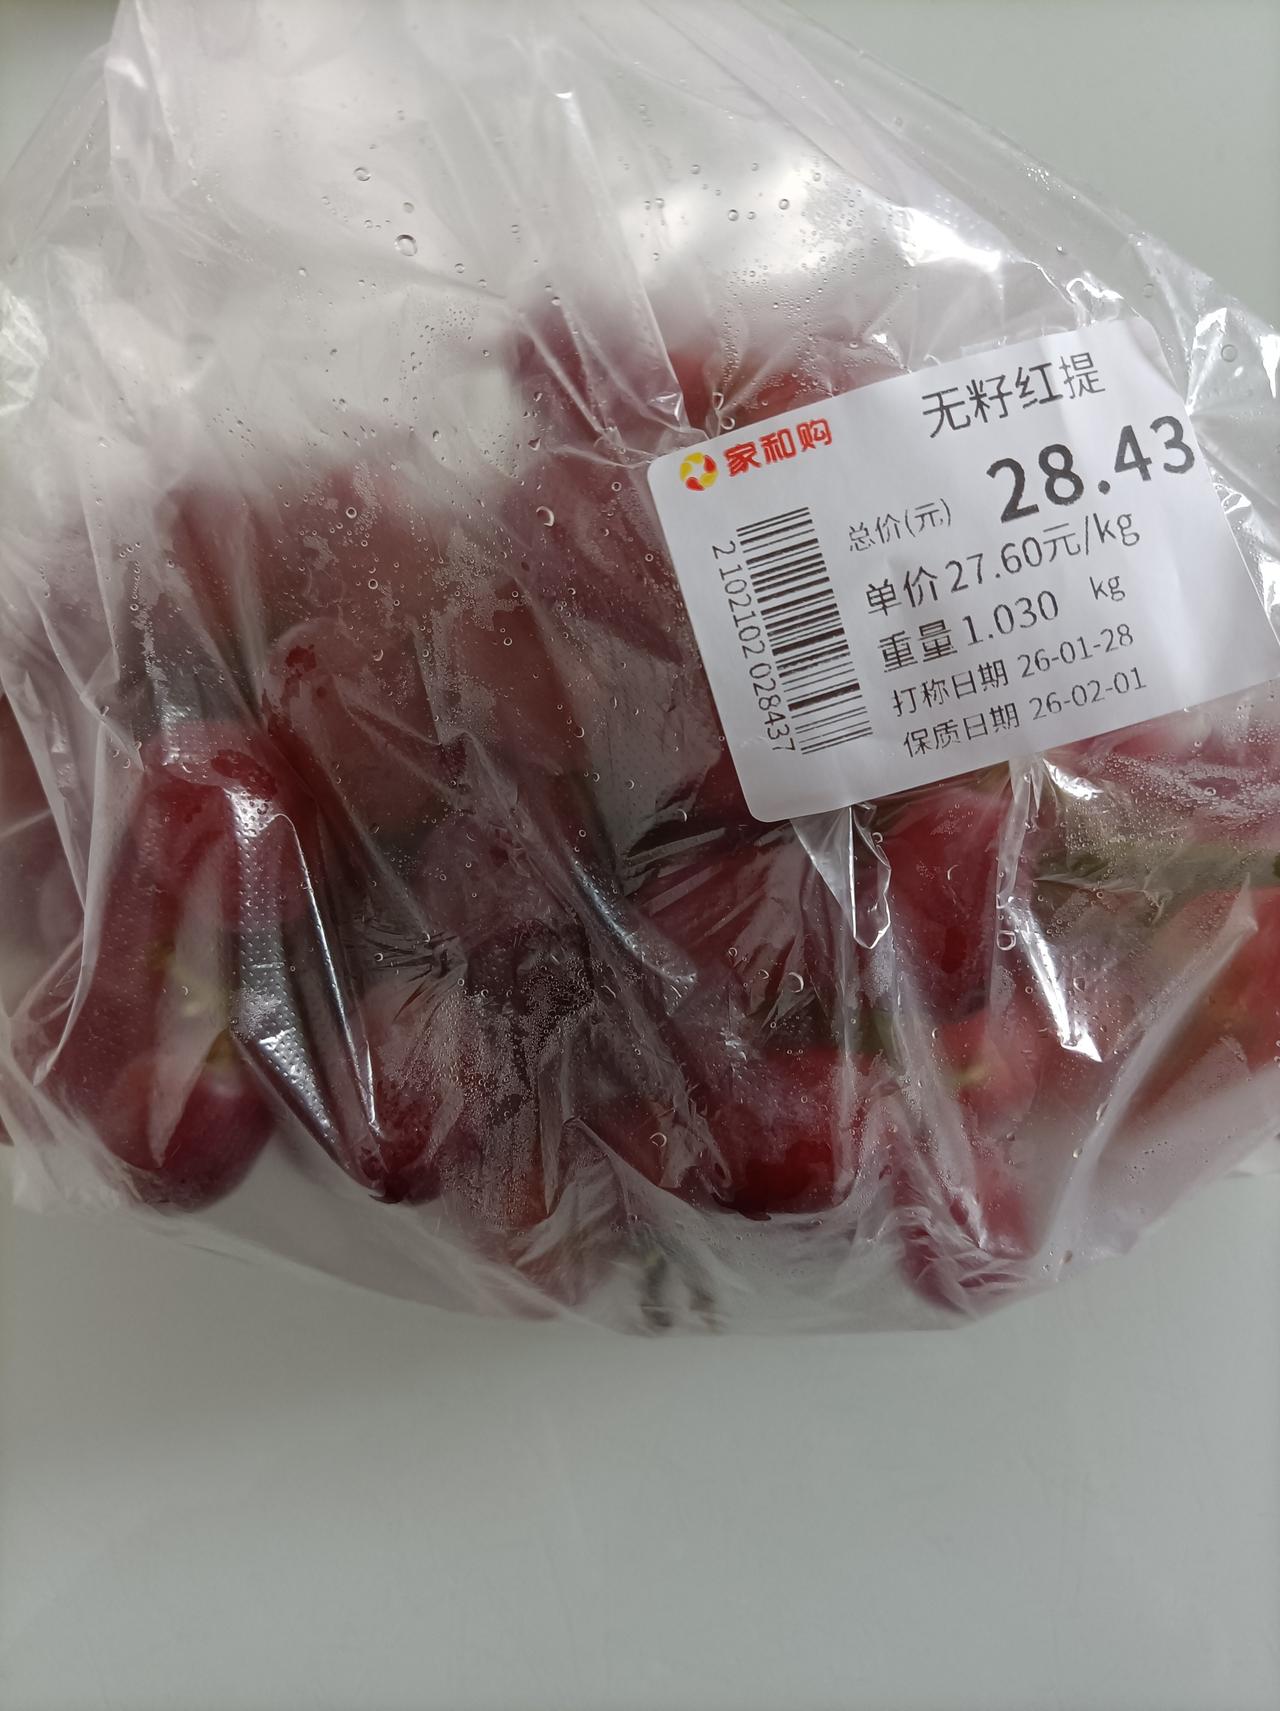 无籽红提
家和购
总价(元) 28.43
单价 27.60元/kg
重量 1.030 kg
打称日期 26-01-28
保质日期 26-02-01
2 102102 028437